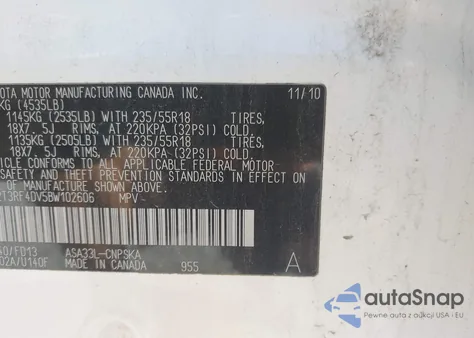 OTA MOTOR MANUFACTURING CANADA INC. 11/10
KG (4535LB)
1145KG (2535LB) WITH 235/55R18 TIRES,
18X7. 5J RIMS, AT 220KPA (32PSI) COLD.
1135KG (2505LB) WITH 235/55R18 TIRES,
18X7. 5J RIMS, AT 220KPA (32PSI) COLD.
ICLE CONFORMS TO ALL APPLICABLE FEDERAL MOTOR
SAFETY AND THEFT PREVENTION STANDARDS IN EFFECT
ATE OF MANUFACTURE SHOWN ABOVE.
2T3RF4DV5BW102606 MPV
/FD13 ASA33L-CNPSKA
02A/U140F MADE IN CANADA 955 A
autaSnap
Pewne auta z aukcji USA i EU